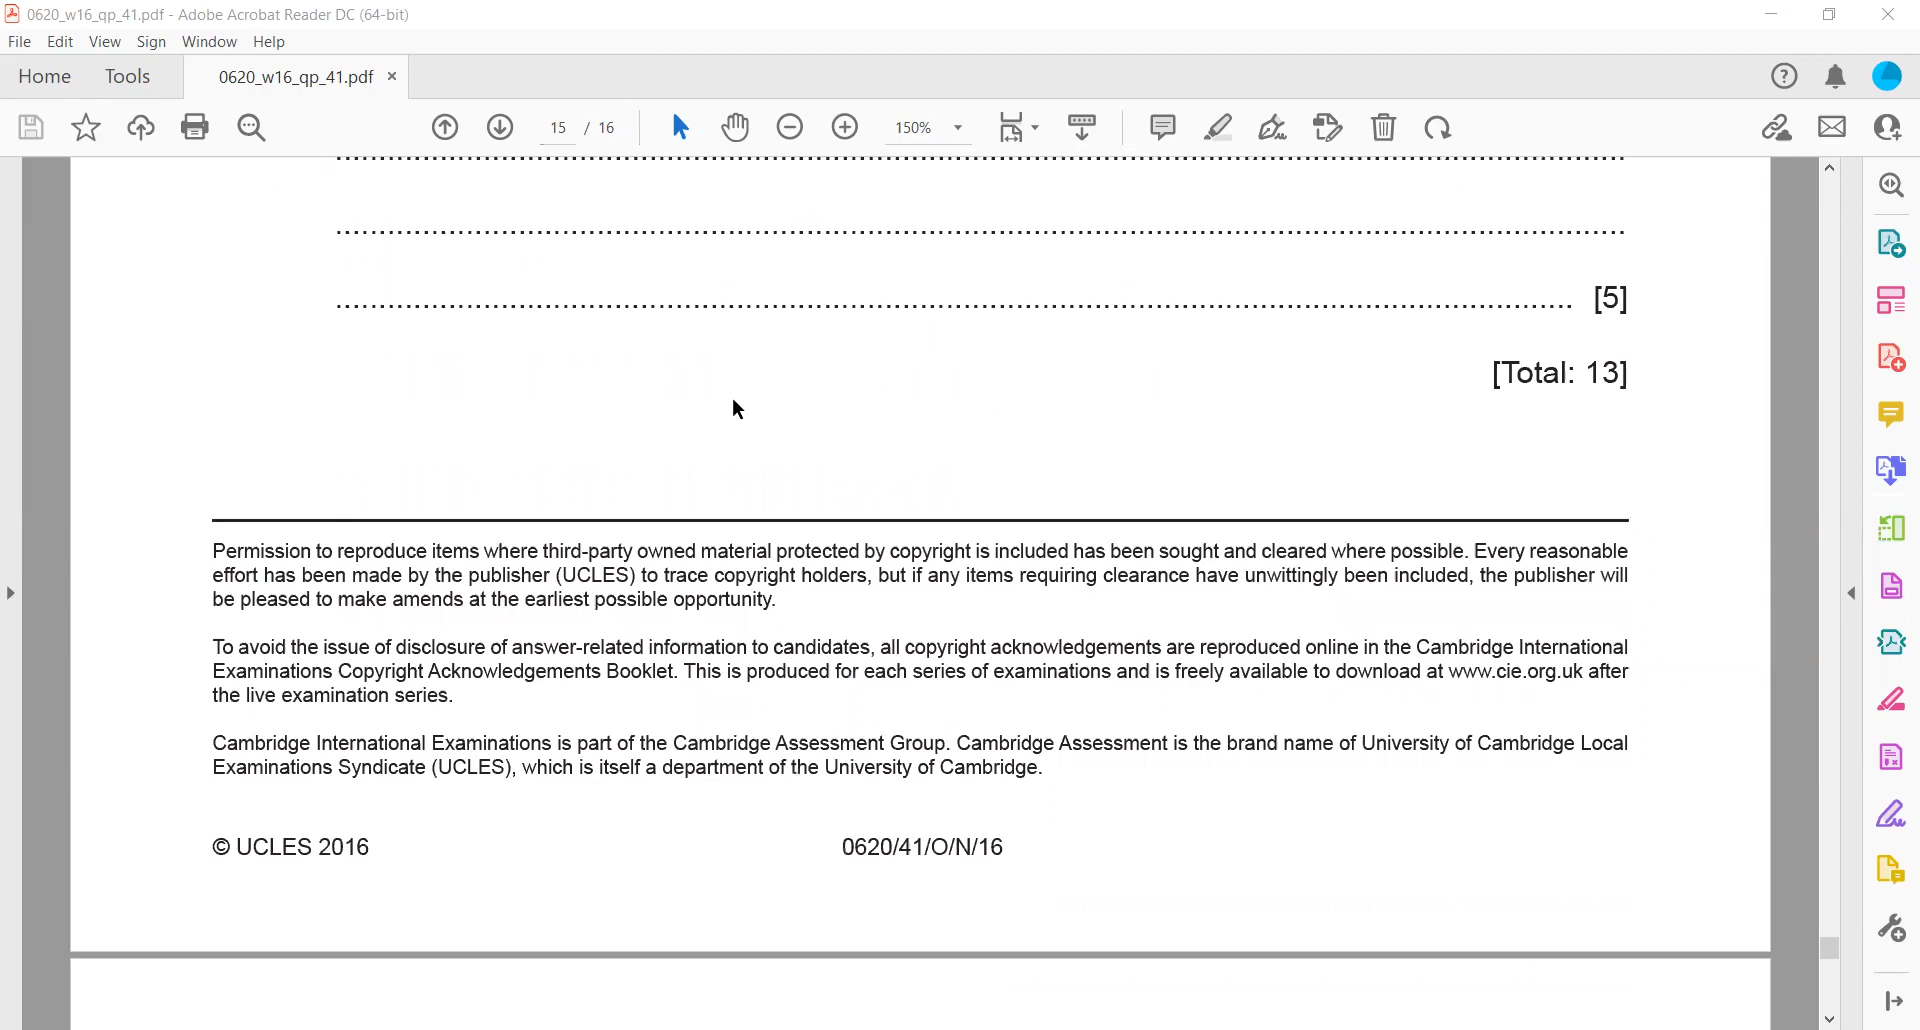 0620_w16_qp_41.pdf - Adobe Acrobat Reader DC (64-bit)
File Edit View Sign Window Help
Home Tools 0620_w16_qp_41.pdf ×
15 / 16 150%
[5]
[Total: 13]
Permission to reproduce items where third-party owned material protected by copyright is included has been sought and cleared where possible. Every reasonable
effort has been made by the publisher (UCLES) to trace copyright holders, but if any items requiring clearance have unwittingly been included, the publisher will
be pleased to make amends at the earliest possible opportunity.
To avoid the issue of disclosure of answer-related information to candidates, all copyright acknowledgements are reproduced online in the Cambridge International
Examinations Copyright Acknowledgements Booklet. This is produced for each series of examinations and is freely available to download at www.cie.org.uk after
the live examination series.
Cambridge International Examinations is part of the Cambridge Assessment Group. Cambridge Assessment is the brand name of University of Cambridge Local
Examinations Syndicate (UCLES), which is itself a department of the University of Cambridge.
© UCLES 2016 0620/41/O/N/16